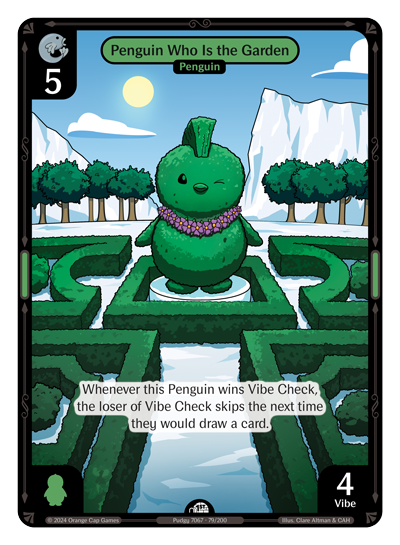 5
Penguin Who Is the Garden
Penguin
Whenever this Penguin wins Vibe Check,
the loser of Vibe Check skips the next time
they would draw a card.
4
Vibe
© 2024 Orange Cap Games
Pudgy 7067 · 79/200
Illus. Clare Altman & CAH